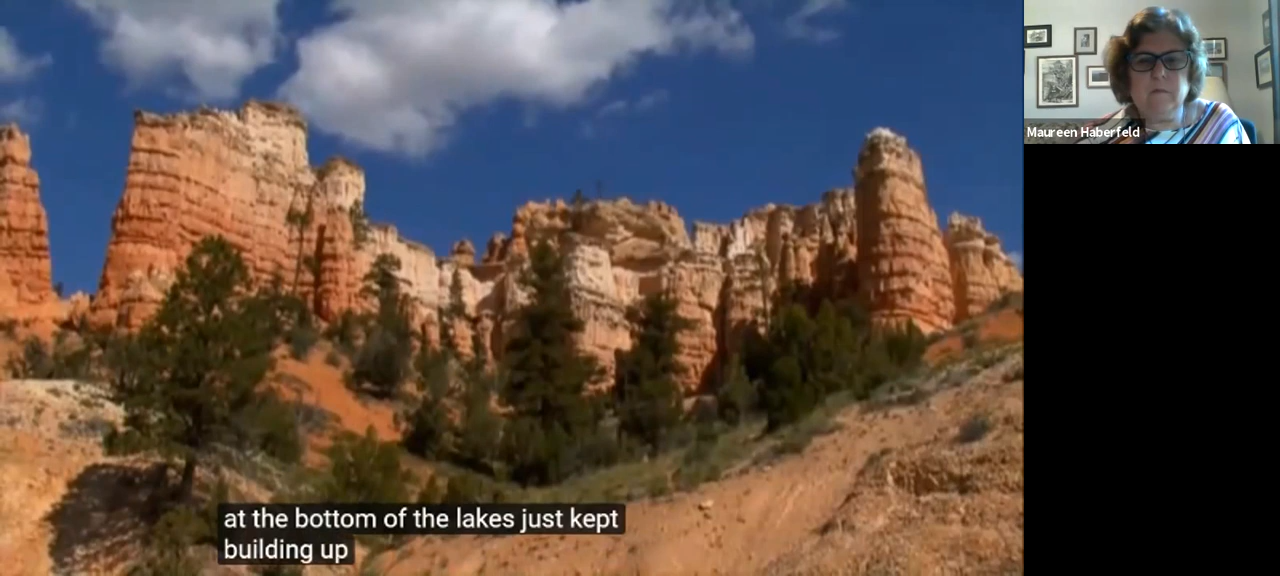 Maureen Haberfeld
at the bottom of the lakes just kept
building up